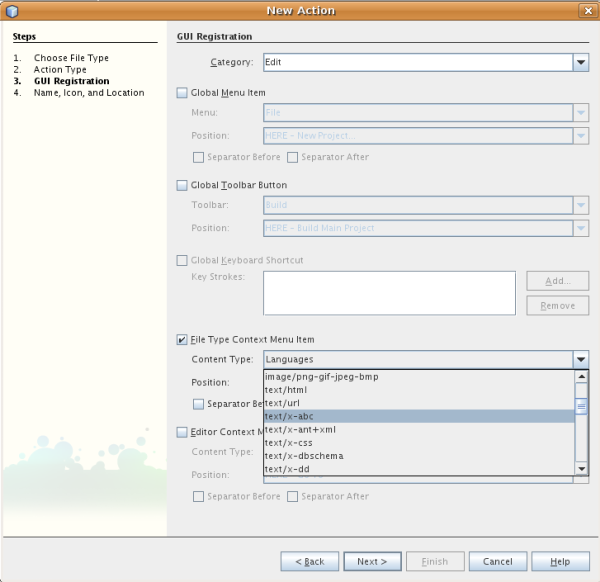 New Action
Steps
1. Choose File Type
2. Action Type
3. GUI Registration
4. Name, Icon, and Location
GUI Registration
Category: Edit
Global Menu Item
Menu: File
Position: HERE - New Project...
Separator Before Separator After
Global Toolbar Button
Toolbar: Build
Position: HERE - Build Main Project
Separator Before Separator After
Global Keyboard Shortcut
Key Strokes: Add...
Remove
File Type Context Menu Item
Content Type: Languages
image/png-gif-jpeg-bmp
text/html
Position:
text/url
Separator Be
text/x-abc
text/x-ant+xml
Editor Context M
text/x-css
Content Type:
text/x-dbschema
text/x-dd
Position:
Separator Before Separator After
< Back Next > Finish Cancel Help